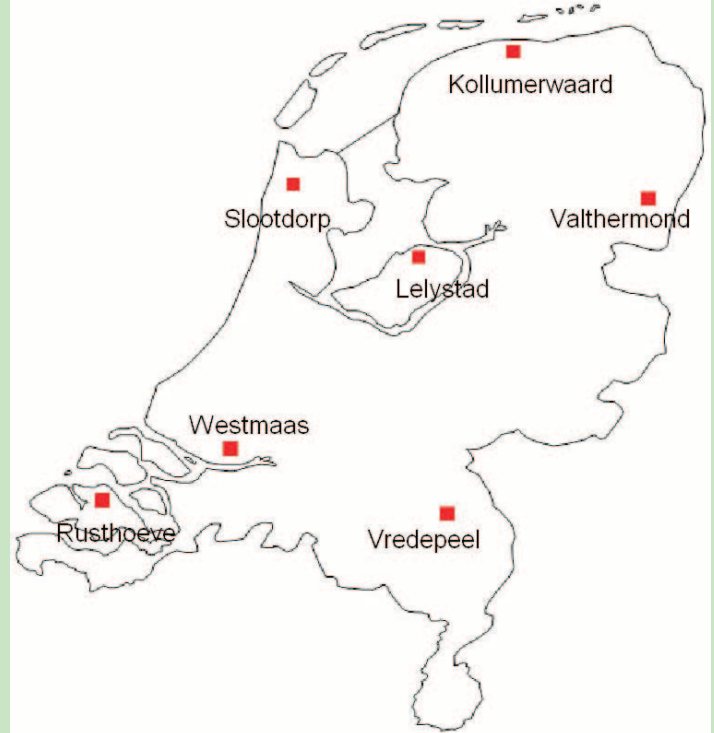 Kollumerwaard
Slootdorp
Valthermond
Lelystad
Westmaas
Rusthoeve
Vredepeel